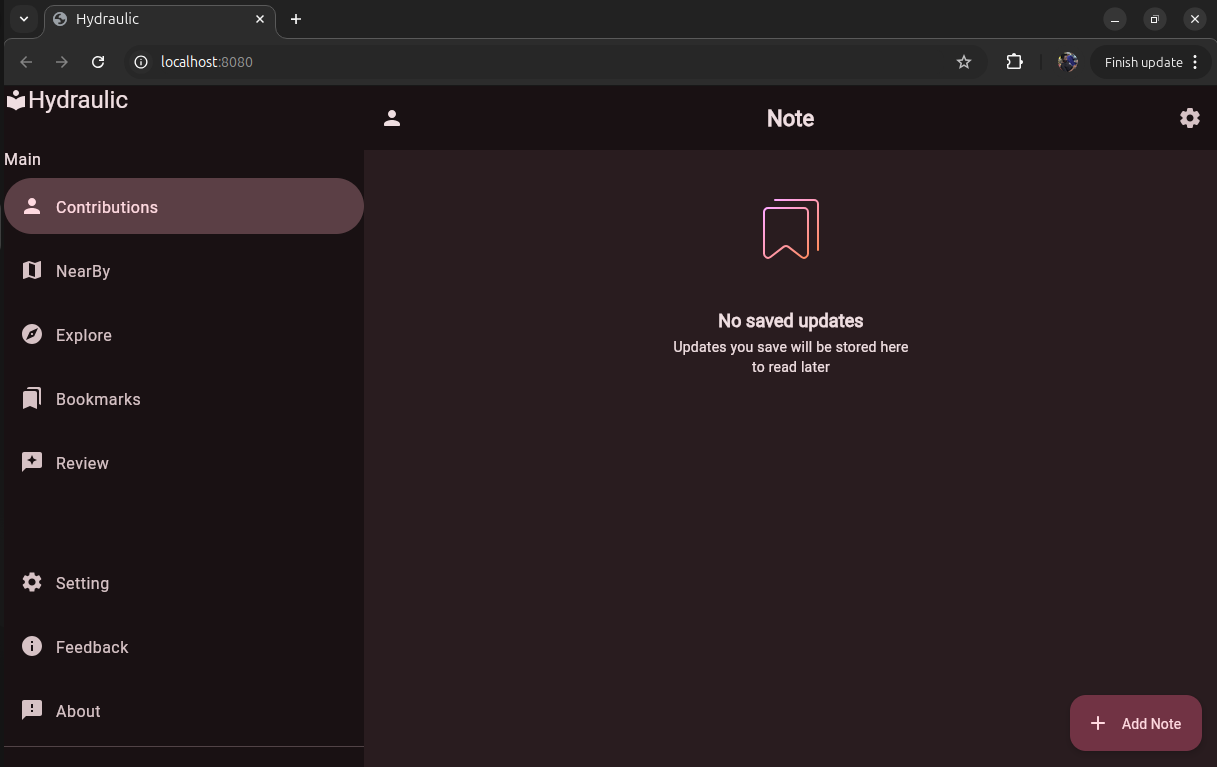 Hydraulic
localhost:8080
Finish update
Hydraulic
Main
Contributions
NearBy
Explore
Bookmarks
Review
Setting
Feedback
About
Note
No saved updates
Updates you save will be stored here
to read later
Add Note